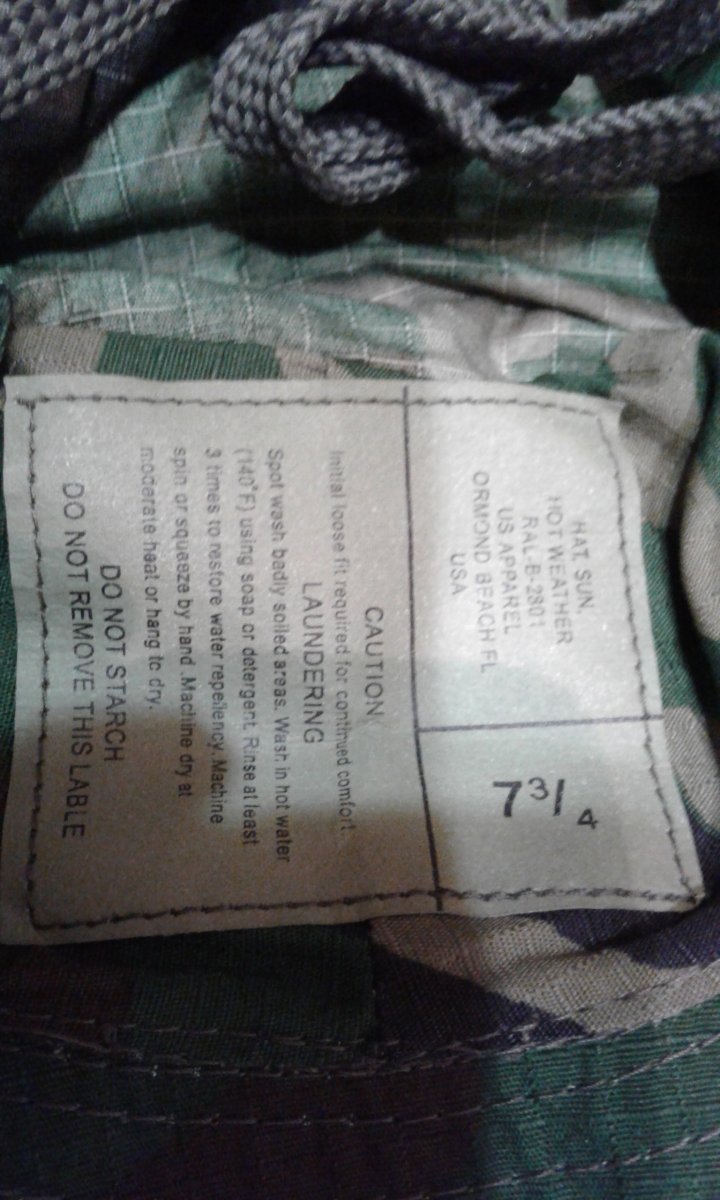 HAT, SUN
HOT WEATHER
RAL-B-2801
US APPAREL
ORMOND BEACH FL
USA
7 3/4
CAUTION
Initial loose fit required for continued comfort.
LAUNDERING
Spot wash badly soiled areas. Wash in hot water
(140°F) using soap or detergent. Rinse at least
3 times to restore water repellency. Machine
spin or squeeze by hand .Machine dry at
moderate heat or hang to dry.
DO NOT STARCH
DO NOT REMOVE THIS LABLE